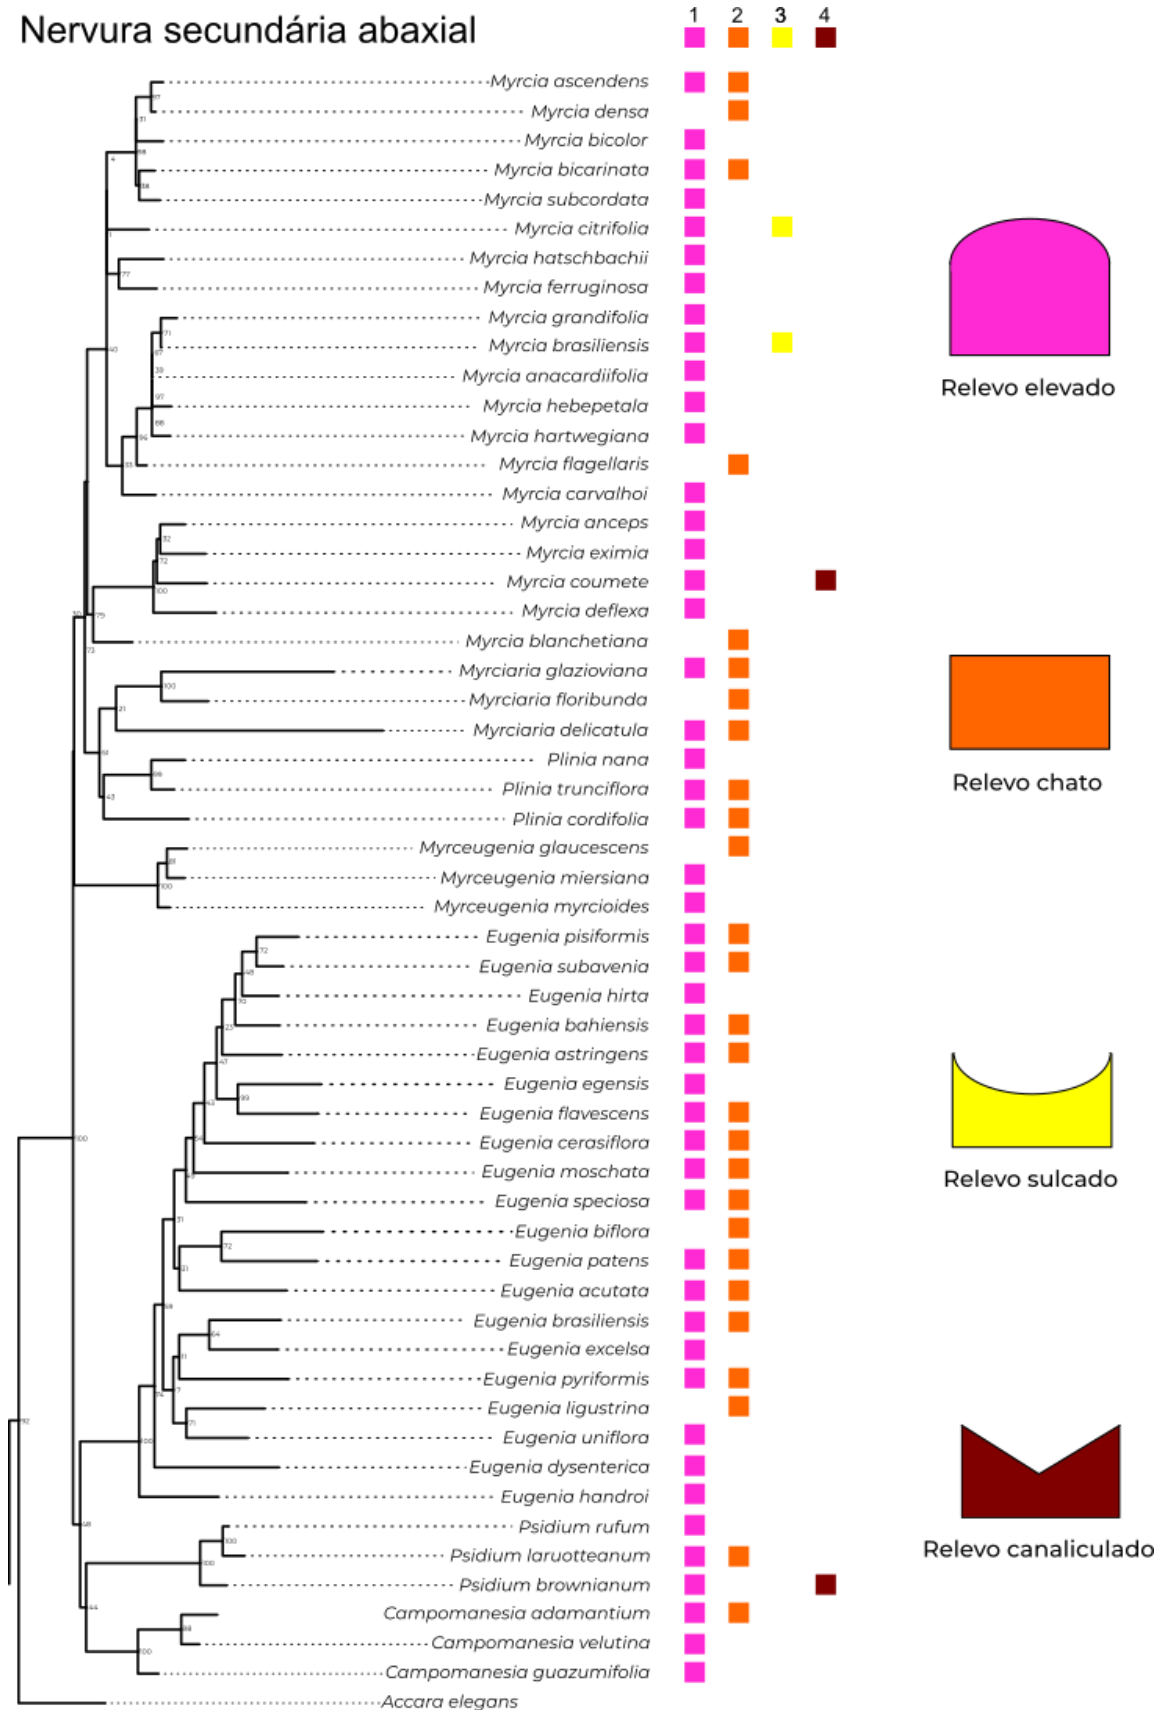 Nervura secundária abaxial
1 2 3 4
Myrcia ascendens
Myrcia densa
Myrcia bicolor
Myrcia bicarinata
Myrcia subcordata
Myrcia citrifolia
Myrcia hatschbachii
Myrcia ferruginosa
Myrcia grandifolia
Myrcia brasiliensis
Myrcia anacardiifolia
Myrcia hebepetala
Myrcia hartwegiana
Myrcia flagellaris
Myrcia carvalhoi
Myrcia anceps
Myrcia eximia
Myrcia coumete
Myrcia deflexa
Myrcia blanchetiana
Myrciaria glazioviana
Myrciaria floribunda
Myrciaria delicatula
Plinia nana
Plinia trunciflora
Plinia cordifolia
Myrceugenia glaucescens
Myrceugenia miersiana
Myrceugenia myrcioides
Eugenia pisiformis
Eugenia subavenia
Eugenia hirta
Eugenia bahiensis
Eugenia astringens
Eugenia egensis
Eugenia flavescens
Eugenia cerasiflora
Eugenia moschata
Eugenia speciosa
Eugenia biflora
Eugenia patens
Eugenia acutata
Eugenia brasiliensis
Eugenia excelsa
Eugenia pyriformis
Eugenia ligustrina
Eugenia uniflora
Eugenia dysenterica
Eugenia handroi
Psidium rufum
Psidium laruotteanum
Psidium brownianum
Campomanesia adamantium
Campomanesia velutina
Campomanesia guazumifolia
Accara elegans
Relevo elevado
Relevo chato
Relevo sulcado
Relevo canaliculado